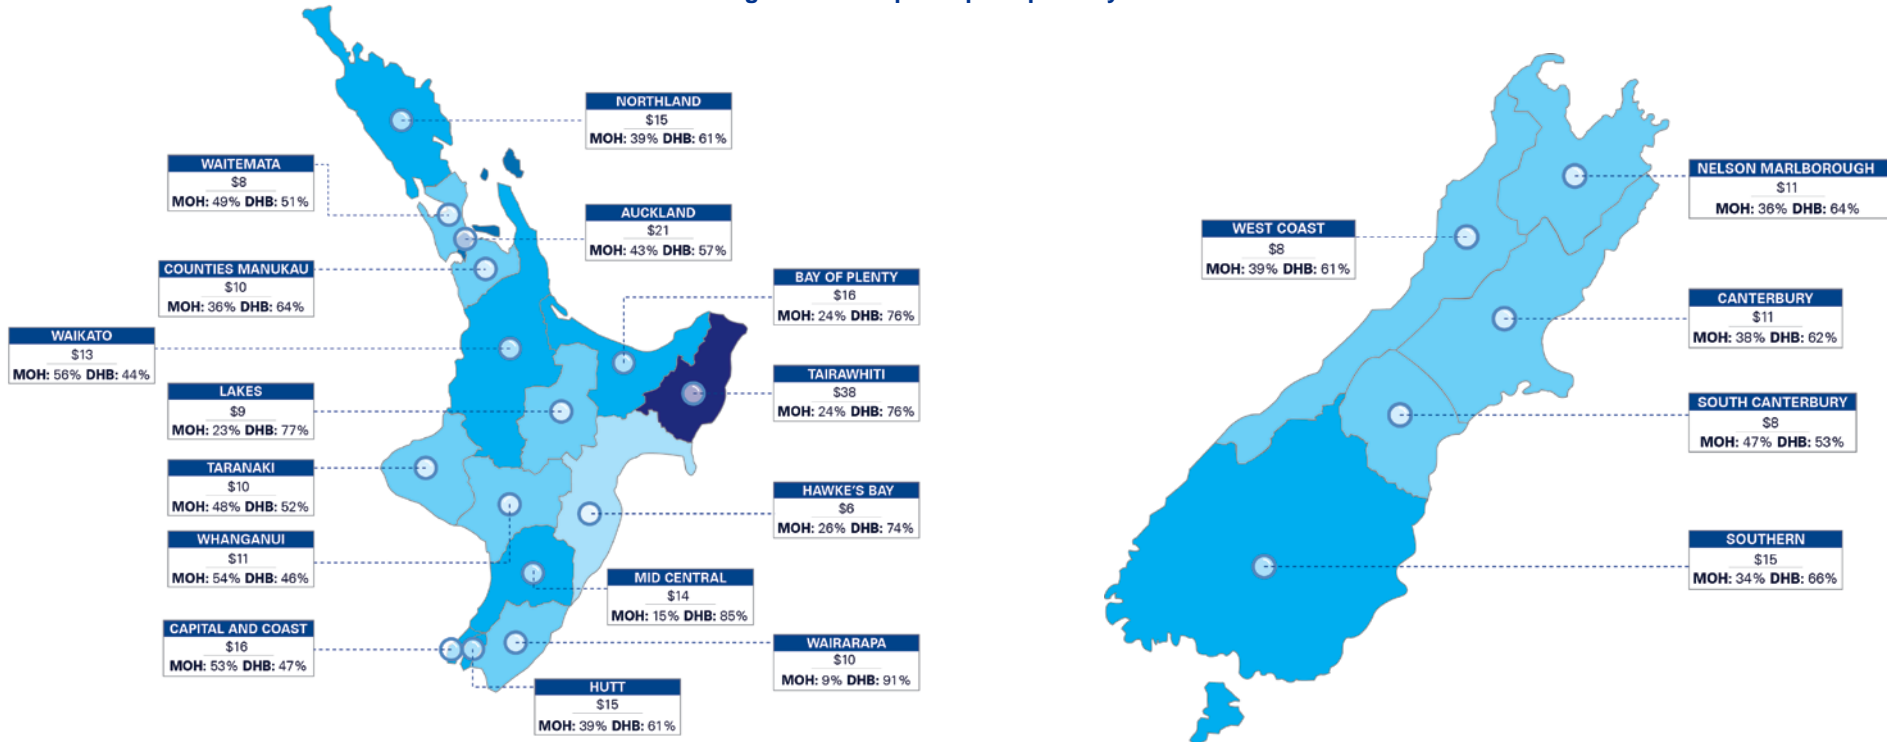 NORTHLAND
$15
MOH: 39% DHB: 61%
WAITEMATA
$8
MOH: 49% DHB: 51%
AUCKLAND
$21
MOH: 43% DHB: 57%
COUNTIES MANUKAU
$10
MOH: 36% DHB: 64%
BAY OF PLENTY
$16
MOH: 24% DHB: 76%
WAIKATO
$13
MOH: 56% DHB: 44%
TAIRAWHITI
$38
MOH: 24% DHB: 76%
LAKES
$9
MOH: 23% DHB: 77%
TARANAKI
$10
MOH: 48% DHB: 52%
HAWKE'S BAY
$6
MOH: 26% DHB: 74%
WHANGANUI
$11
MOH: 54% DHB: 46%
MID CENTRAL
$14
MOH: 15% DHB: 85%
CAPITAL AND COAST
$16
MOH: 53% DHB: 47%
WAIRARAPA
$10
MOH: 9% DHB: 91%
HUTT
$15
MOH: 39% DHB: 61%
NELSON MARLBOROUGH
$11
MOH: 36% DHB: 64%
WEST COAST
$8
MOH: 39% DHB: 61%
CANTERBURY
$11
MOH: 38% DHB: 62%
SOUTH CANTERBURY
$8
MOH: 47% DHB: 53%
SOUTHERN
$15
MOH: 34% DHB: 66%